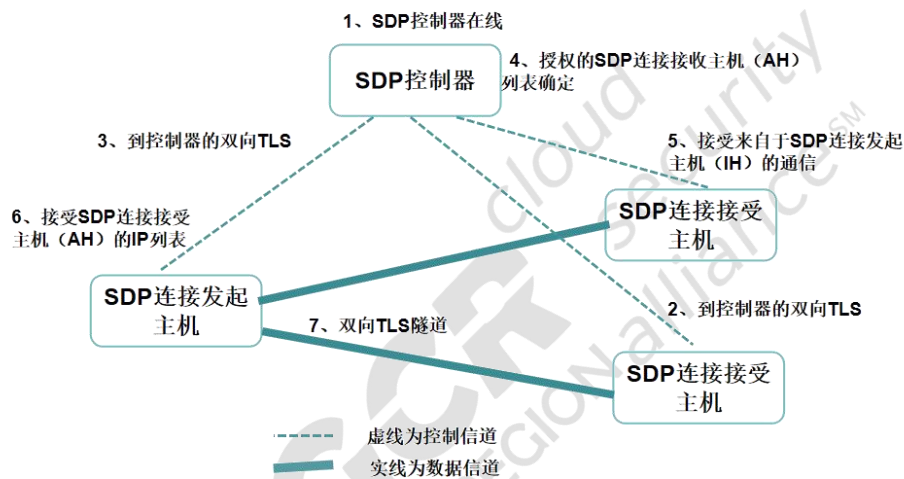 1、SDP控制器在线
SDP控制器
4、授权的SDP连接接收主机（AH）
列表确定
3、到控制器的双向TLS
5、接受来自于SDP连接发起
主机（IH）的通信
6、接受SDP连接接受
主机（AH）的IP列表
SDP连接接受
主机
SDP连接发起
主机
7、双向TLS隧道
2、到控制器的双向TLS
SDP连接接受
主机
虚线为控制信道
实线为数据信道
cloud
security
alliance℠
GCR
REGION